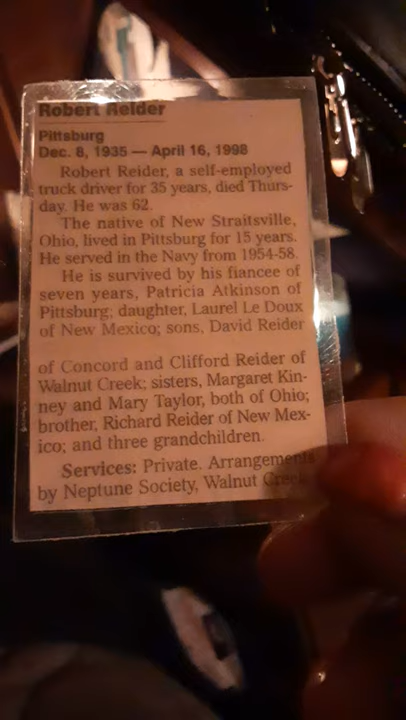 Robert Reider
Pittsburg
Dec. 8, 1935 — April 16, 1998
Robert Reider, a self-employed
truck driver for 35 years, died Thurs-
day. He was 62.
The native of New Straitsville,
Ohio, lived in Pittsburg for 15 years.
He served in the Navy from 1954-58.
He is survived by his fiancee of
seven years, Patricia Atkinson of
Pittsburg; daughter, Laurel Le Doux
of New Mexico; sons, David Reider
of Concord and Clifford Reider of
Walnut Creek; sisters, Margaret Kin-
ney and Mary Taylor, both of Ohio;
brother, Richard Reider of New Mex-
ico; and three grandchildren.
Services: Private. Arrangements
by Neptune Society, Walnut Creek